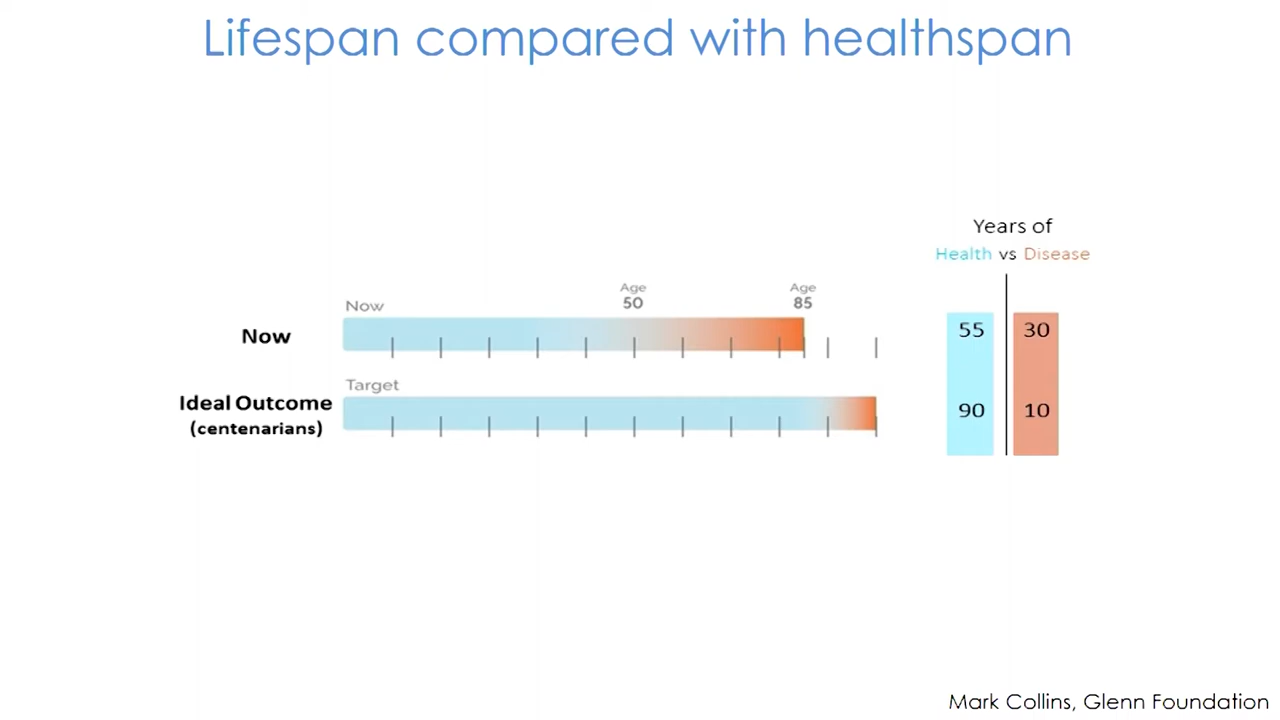 Lifespan compared with healthspan
Years of
Health vs Disease
Age Age
Now 50 85
Now 55 30
Target
Ideal Outcome
(centenarians) 90 10
Mark Collins, Glenn Foundation